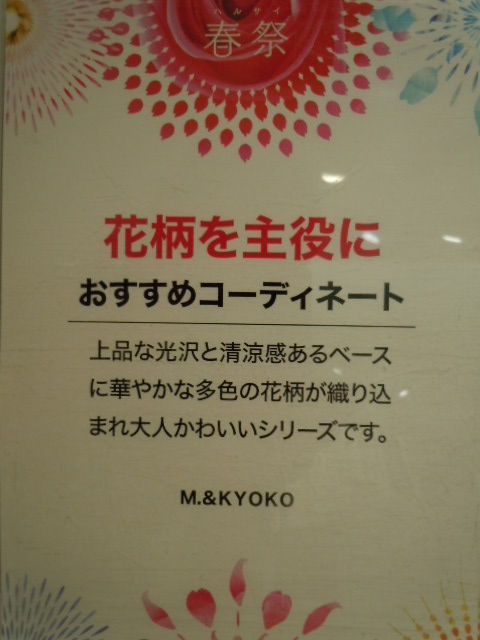 ハルサイ
春祭
花柄を主役に
おすすめコーディネート
上品な光沢と清涼感あるベース
に華やかな多色の花柄が織り込
まれ大人かわいいシリーズです。
M.&KYOKO